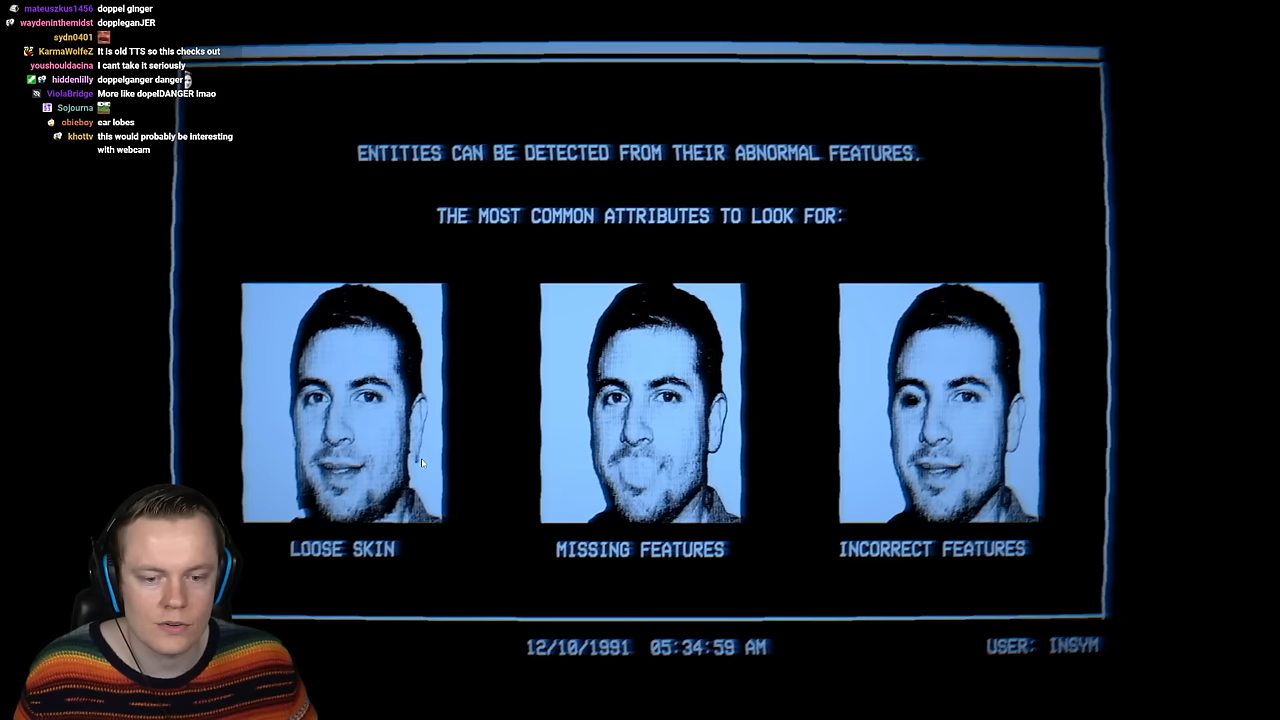 mateuszkus1456 doppel ginger
waydeninthemidst doppleganJER
sydn0401
KarmaWolfeZ It is old TTS so this checks out
youshouldacina I cant take it seriously
hiddenlilly doppelganger danger
ViolaBridge More like dopelDANGER lmao
Sojourna
obieboy ear lobes
khottv this would probably be interesting
with webcam
ENTITIES CAN BE DETECTED FROM THEIR ABNORMAL FEATURES.
THE MOST COMMON ATTRIBUTES TO LOOK FOR:
LOOSE SKIN
MISSING FEATURES
INCORRECT FEATURES
12/10/1991 05:34:59 AM
USER: INSYM